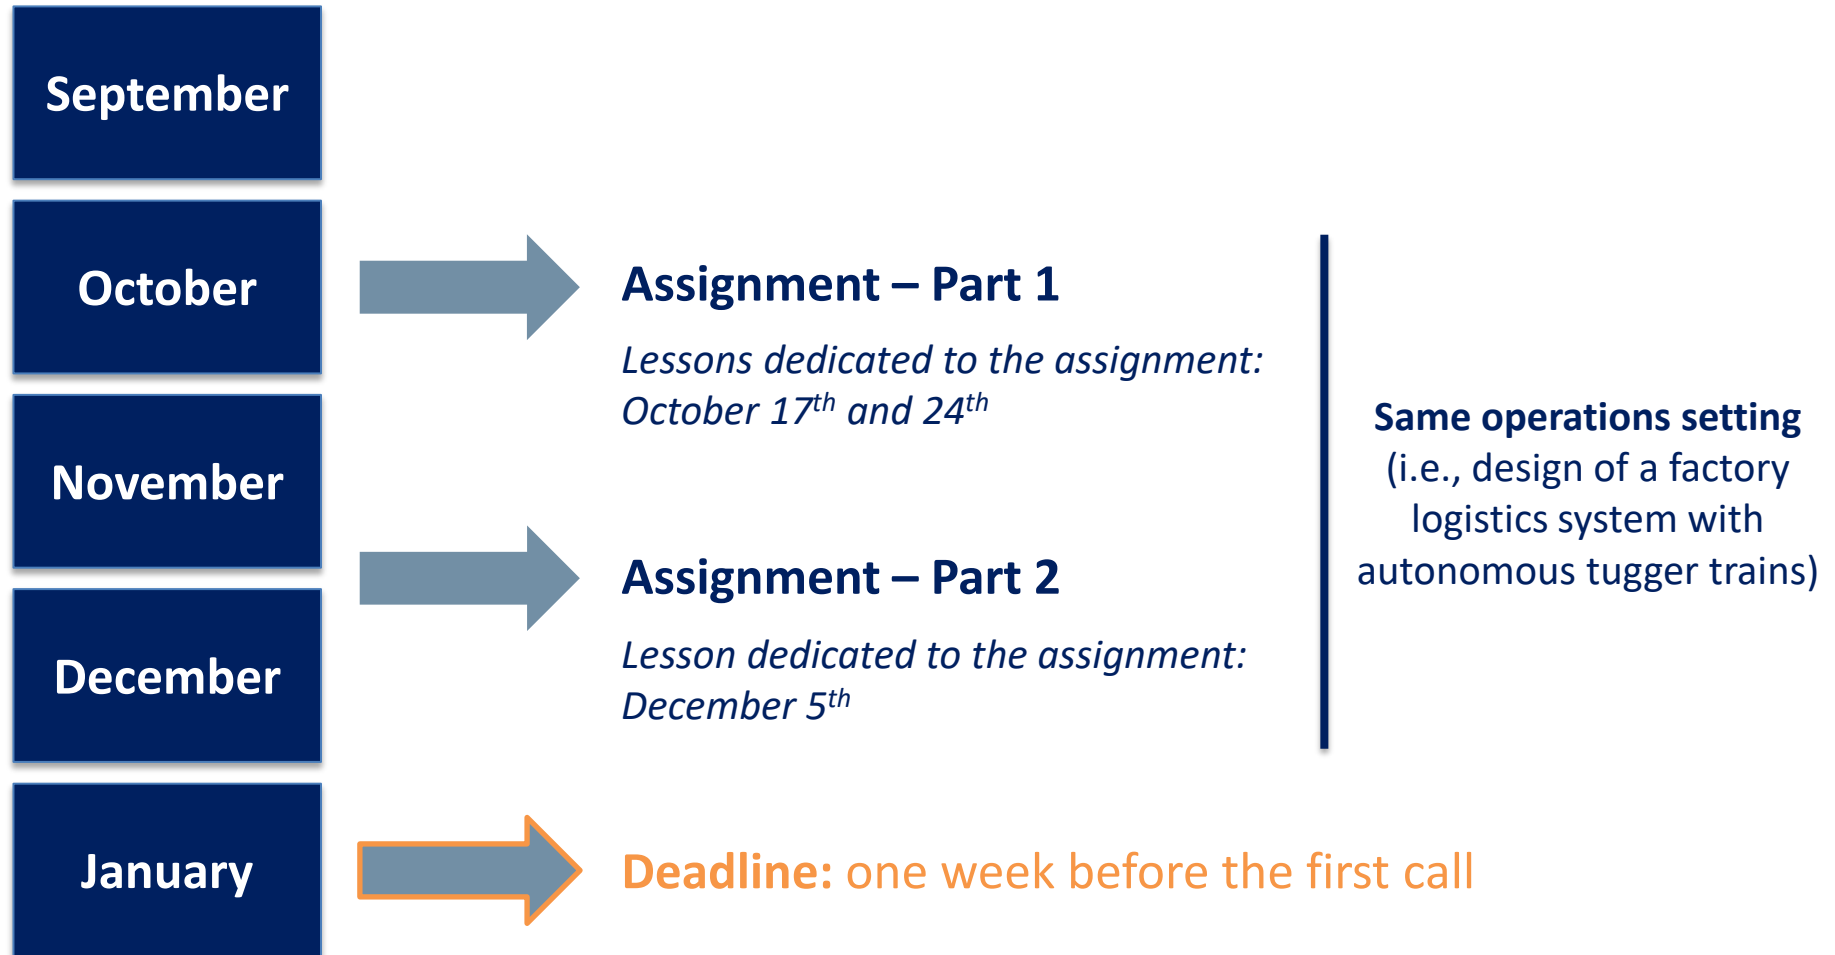 September
October
Assignment – Part 1
Lessons dedicated to the assignment:
October 17th and 24th
November
December
Assignment – Part 2
Lesson dedicated to the assignment:
December 5th
Same operations setting
(i.e., design of a factory
logistics system with
autonomous tugger trains)
January
Deadline: one week before the first call